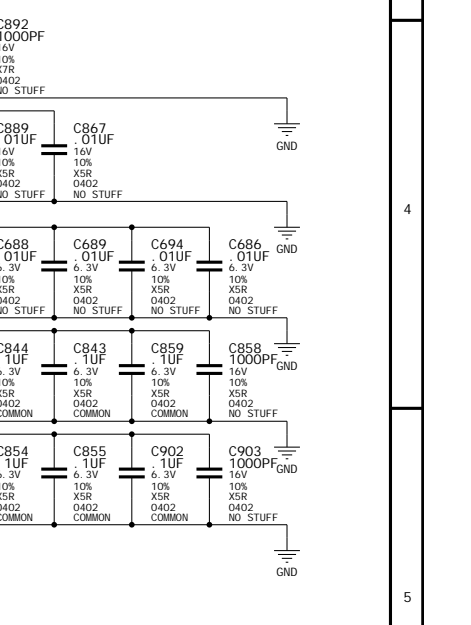 C892
1000PF
16V
10%
X7R
0402
NO STUFF
GND
C889
.01UF
16V
10%
X5R
0402
NO STUFF
C867
.01UF
16V
10%
X5R
0402
NO STUFF
GND
4
C688
.01UF
6.3V
10%
X5R
0402
NO STUFF
C689
.01UF
6.3V
10%
X5R
0402
NO STUFF
C694
.01UF
6.3V
10%
X5R
0402
NO STUFF
C686
.01UF
6.3V
10%
X5R
0402
NO STUFF
GND
C844
.1UF
6.3V
10%
X5R
0402
COMMON
C843
.1UF
6.3V
10%
X5R
0402
COMMON
C859
.1UF
6.3V
10%
X5R
0402
COMMON
C858
1000PF
16V
10%
X5R
0402
NO STUFF
GND
C854
.1UF
6.3V
10%
X5R
0402
COMMON
C855
.1UF
6.3V
10%
X5R
0402
COMMON
C902
.1UF
6.3V
10%
X5R
0402
COMMON
C903
1000PF
16V
10%
X5R
0402
NO STUFF
GND
5